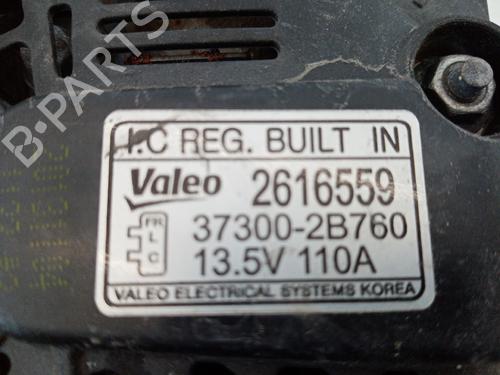 B-PARTS
I.C REG. BUILT IN
Valeo 2616559
FR
L
C
37300-2B760
13.5V 110A
VALEO ELECTRICAL SYSTEMS KOREA